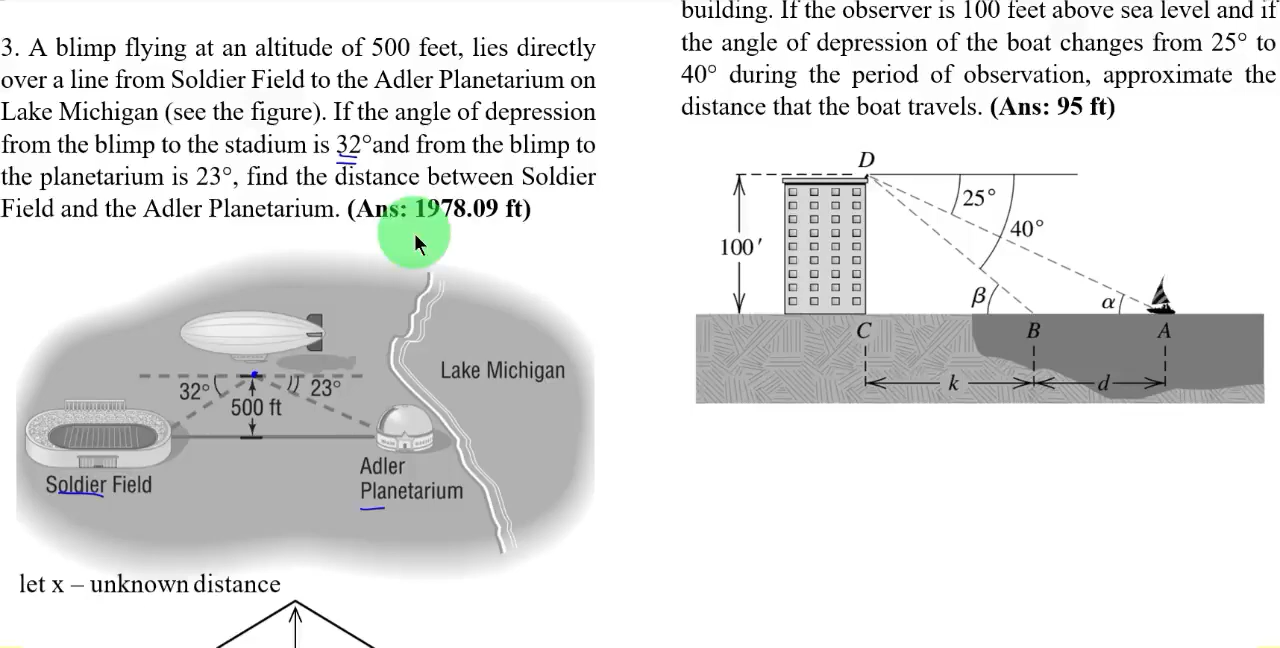 3. A blimp flying at an altitude of 500 feet, lies directly
over a line from Soldier Field to the Adler Planetarium on
Lake Michigan (see the figure). If the angle of depression
from the blimp to the stadium is 32°and from the blimp to
the planetarium is 23°, find the distance between Soldier
Field and the Adler Planetarium. (Ans: 1978.09 ft)
32°
23°
500 ft
Lake Michigan
Soldier Field
Adler
Planetarium
let x – unknown distance
building. If the observer is 100 feet above sea level and if
the angle of depression of the boat changes from 25° to
40° during the period of observation, approximate the
distance that the boat travels. (Ans: 95 ft)
D
25°
40°
100′
β
α
C
B
A
k
d